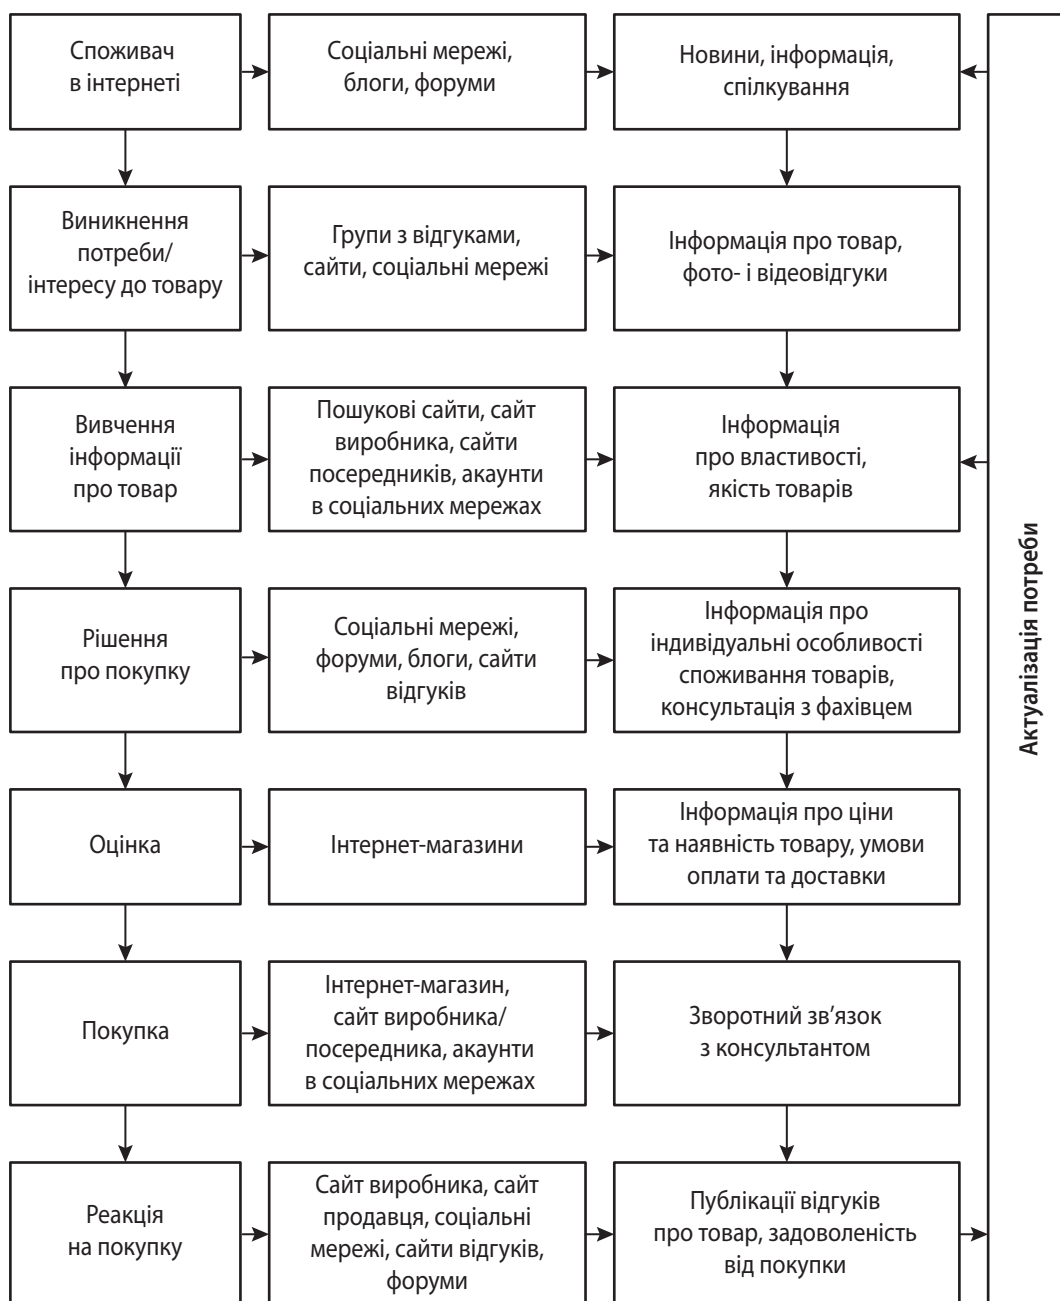 Споживач
в інтернеті
Соціальні мережі,
блоги, форуми
Новини, інформація,
спілкування
Виникнення
потреби/
інтересу до товару
Групи з відгуками,
сайти, соціальні мережі
Інформація про товар,
фото- і відеовідгуки
Вивчення
інформації
про товар
Пошукові сайти, сайт
виробника, сайти
посередників, акаунти
в соціальних мережах
Інформація
про властивості,
якість товарів
Рішення
про покупку
Соціальні мережі,
форуми, блоги, сайти
відгуків
Інформація про
індивідуальні особливості
споживання товарів,
консультація з фахівцем
Оцінка
Інтернет-магазини
Інформація про ціни
та наявність товару, умови
оплати та доставки
Покупка
Інтернет-магазин,
сайт виробника/
посередника, акаунти
в соціальних мережах
Зворотний зв'язок
з консультантом
Реакція
на покупку
Сайт виробника, сайт
продавця, соціальні
мережі, сайти відгуків,
форуми
Публікації відгуків
про товар, задоволеність
від покупки
Актуалізація потреби